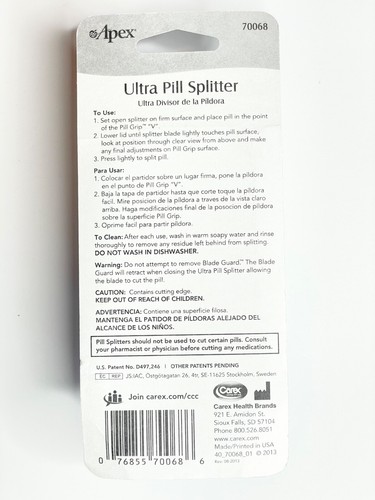 Apex® 70068
Ultra Pill Splitter
Ultra Divisor de la Pildora
To Use:
1. Set open splitter on firm surface and place pill in the point
of the Pill Grip™ "V".
2. Lower lid until splitter blade lightly touches pill surface,
look at position through clear view from above and make
any final adjustments on Pill Grip surface.
3. Press lightly to split pill.
Para Usar:
1. Colocar el partidor sobre un lugar firme, pone la píldora
en el punto de Pill Grip "V".
2. Baja la tapa de partidor hasta que corte toque la píldora
facil. Mire posicion de la píldora a traves de la vista claro
arriba. Haga modificaciones final de la posocion de píldora
sobre la superficie Pill Grip.
3. Oprime facil para partir píldora.
To Clean: After each use, wash in warm soapy water and rinse
thoroughly to remove any residue left behind from splitting.
DO NOT WASH IN DISHWASHER.
Warning: Do not attempt to remove Blade Guard.™ The Blade
Guard will retract when closing the Ultra Pill Splitter allowing
the blade to cut the pill.
CAUTION: Contains cutting edge.
KEEP OUT OF REACH OF CHILDREN.
ADVERTENCIA: Contiene una superficie filosa.
MANTENGA EL PATIDOR DE PÍLDORAS ALEJADO DEL
ALCANCE DE LOS NIÑOS.
Pill Splitters should not be used to cut certain pills. Consult
your pharmacist or physician before cutting any medications.
U.S. Patent No. D497,246 | OTHER PATENTS PENDING
EC REP JS:IAC, Östgötagatan 26, 4tr, SE-11625 Stockholm, Sweden
Join carex.com/ccc
Carex
Carex Health Brands
921 E. Amidon St.
Sioux Falls, SD 57104
Phone 800.526.8051
www.carex.com
Made/Printed in USA
40_70068_01 © 2013
0 76855 70068 6